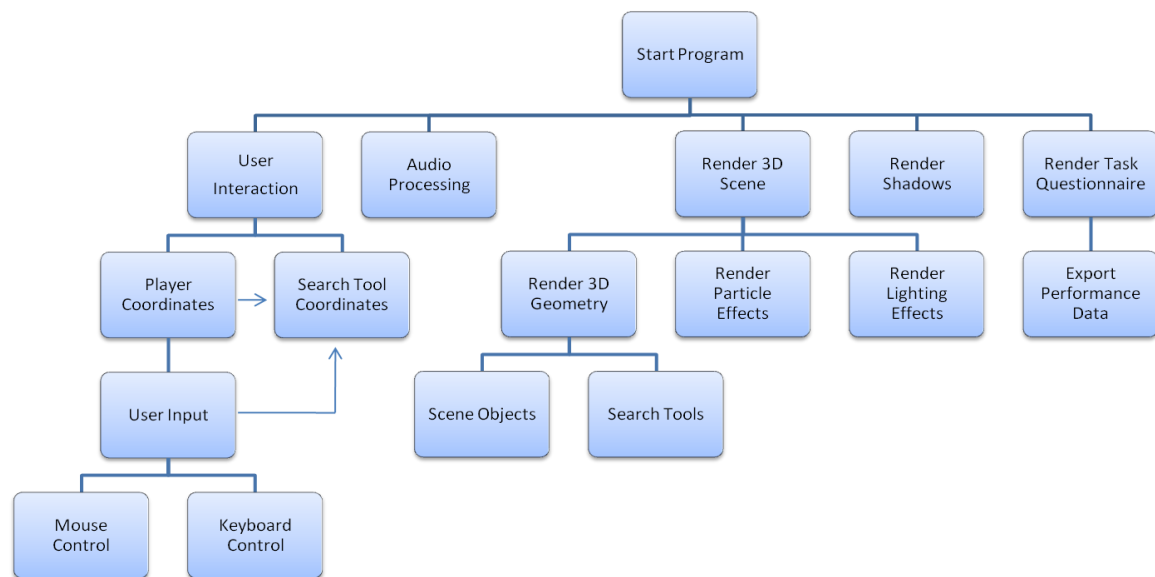 Start Program
User
Interaction
Audio
Processing
Render 3D
Scene
Render
Shadows
Render Task
Questionnaire
Player
Coordinates
Search Tool
Coordinates
Render 3D
Geometry
Render
Particle
Effects
Render
Lighting
Effects
Export
Performance
Data
User Input
Scene Objects
Search Tools
Mouse
Control
Keyboard
Control